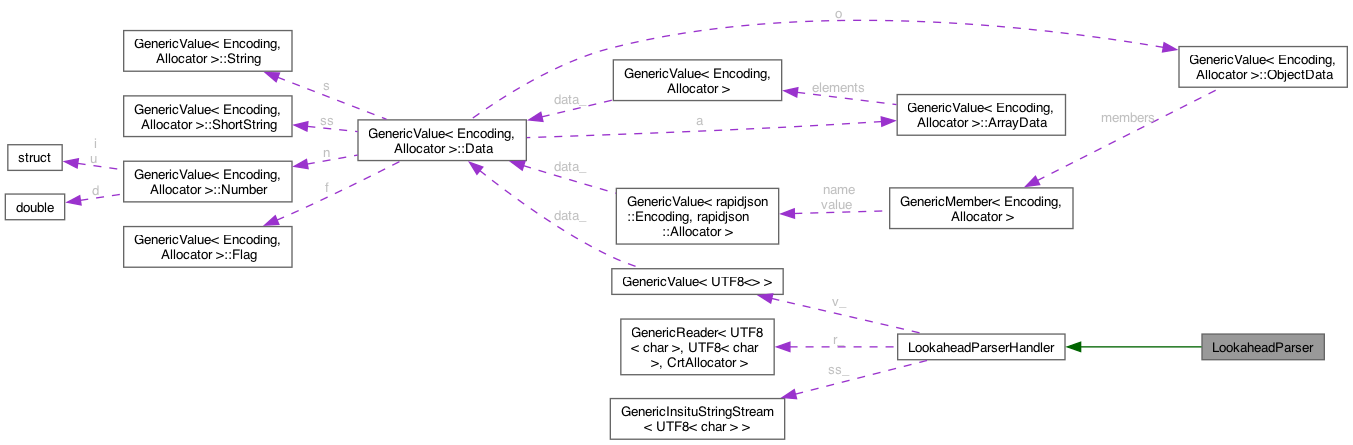 o
GenericValue< Encoding,
Allocator >::String
GenericValue< Encoding,
Allocator >::ObjectData
GenericValue< Encoding,
Allocator >
s
elements
data_
GenericValue< Encoding,
Allocator >::ShortString
ss
GenericValue< Encoding,
Allocator >::ArrayData
a
members
GenericValue< Encoding,
Allocator >::Data
struct
i
u
n
GenericValue< Encoding,
Allocator >::Number
d
double
f
data_
name
value
GenericValue< rapidjson
::Encoding, rapidjson
::Allocator >
GenericMember< Encoding,
Allocator >
data_
GenericValue< Encoding,
Allocator >::Flag
GenericValue< UTF8<> >
v_
GenericReader< UTF8
< char >, UTF8< char
>, CrtAllocator >
r_
LookaheadParserHandler
LookaheadParser
ss_
GenericInsituStringStream
< UTF8< char > >